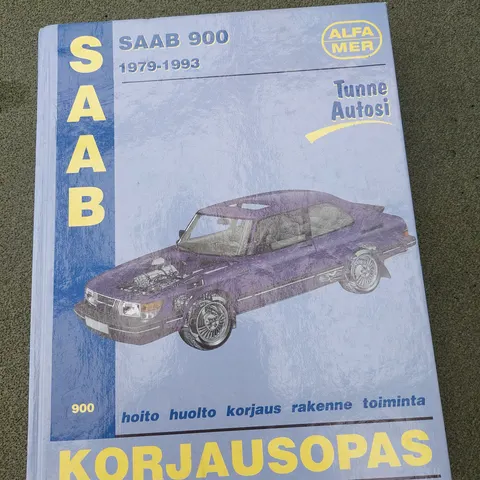 SAAB
SAAB 900
1979-1993
ALFA
MER
Tunne
Autosi
900
hoito huolto korjaus rakenne toiminta
KORJAUSOPAS